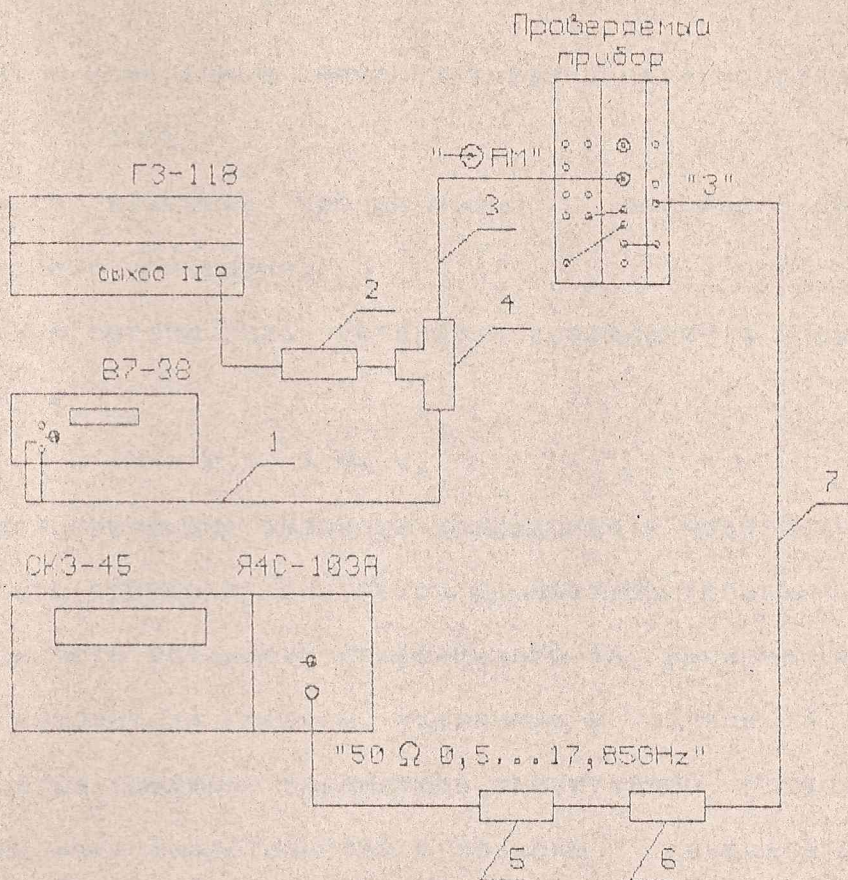 Проверяемый
прибор
Г3-118
"⊙ АМ"
"3"
3
Выход II
2
4
В7-38
1
7
СК3-45 Я4С-103А
"50 Ω 0,5...17,85GHz"
5
6